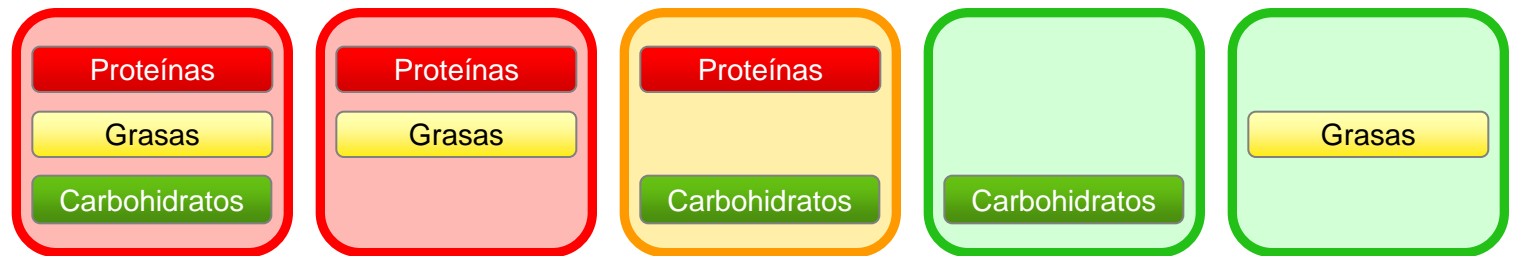 Proteínas
Grasas
Carbohidratos
Proteínas
Grasas
Proteínas
Carbohidratos
Carbohidratos
Grasas